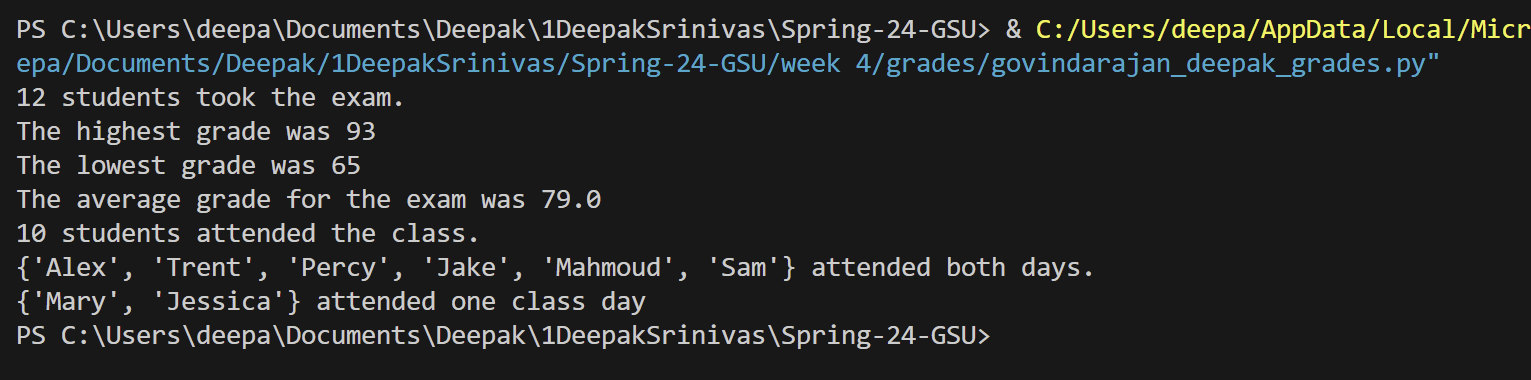 PS C:\Users\deepa\Documents\Deepak\1DeepakSrinivas\Spring-24-GSU> & C:/Users/deepa/AppData/Local/Micr
epa/Documents/Deepak/1DeepakSrinivas/Spring-24-GSU/week 4/grades/govindarajan_deepak_grades.py"
12 students took the exam.
The highest grade was 93
The lowest grade was 65
The average grade for the exam was 79.0
10 students attended the class.
{'Alex', 'Trent', 'Percy', 'Jake', 'Mahmoud', 'Sam'} attended both days.
{'Mary', 'Jessica'} attended one class day
PS C:\Users\deepa\Documents\Deepak\1DeepakSrinivas\Spring-24-GSU>